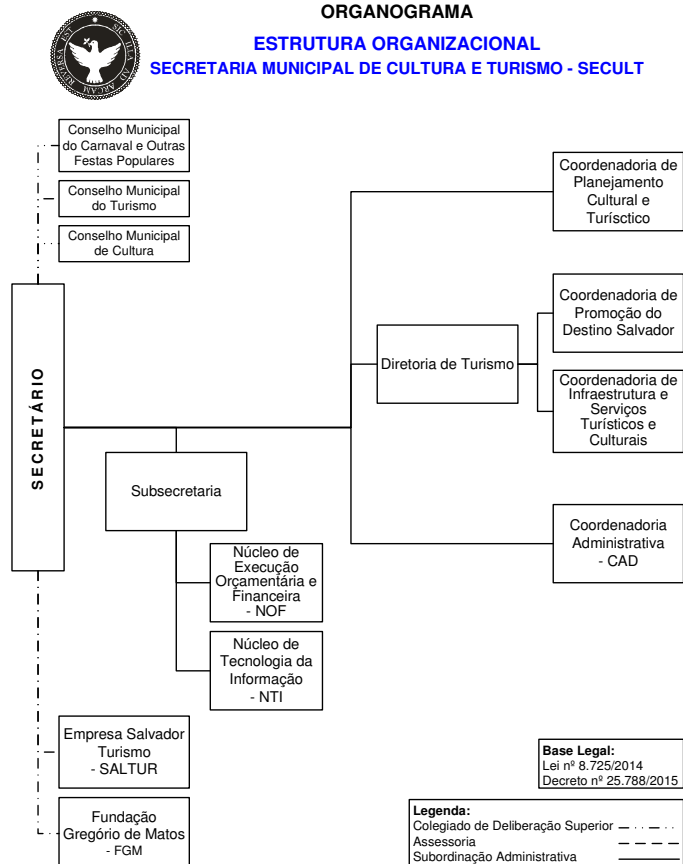 ORGANOGRAMA
ESTRUTURA ORGANIZACIONAL
SECRETARIA MUNICIPAL DE CULTURA E TURISMO - SECULT
Conselho Municipal
do Carnaval e Outras
Festas Populares
Conselho Municipal
do Turismo
Conselho Municipal
de Cultura
SECRETÁRIO
Subsecretaria
Núcleo de
Execução
Orçamentária e
Financeira
- NOF
Núcleo de
Tecnologia da
Informação
- NTI
Empresa Salvador
Turismo
- SALTUR
Fundação
Gregório de Matos
- FGM
Coordenadoria de
Planejamento
Cultural e
Turísctico
Diretoria de Turismo
Coordenadoria de
Promoção do
Destino Salvador
Coordenadoria de
Infraestrutura e
Serviços
Turísticos e
Culturais
Coordenadoria
Administrativa
- CAD
Base Legal:
Lei nº 8.725/2014
Decreto nº 25.788/2015
Legenda:
Colegiado de Deliberação Superior
Assessoria
Subordinação Administrativa